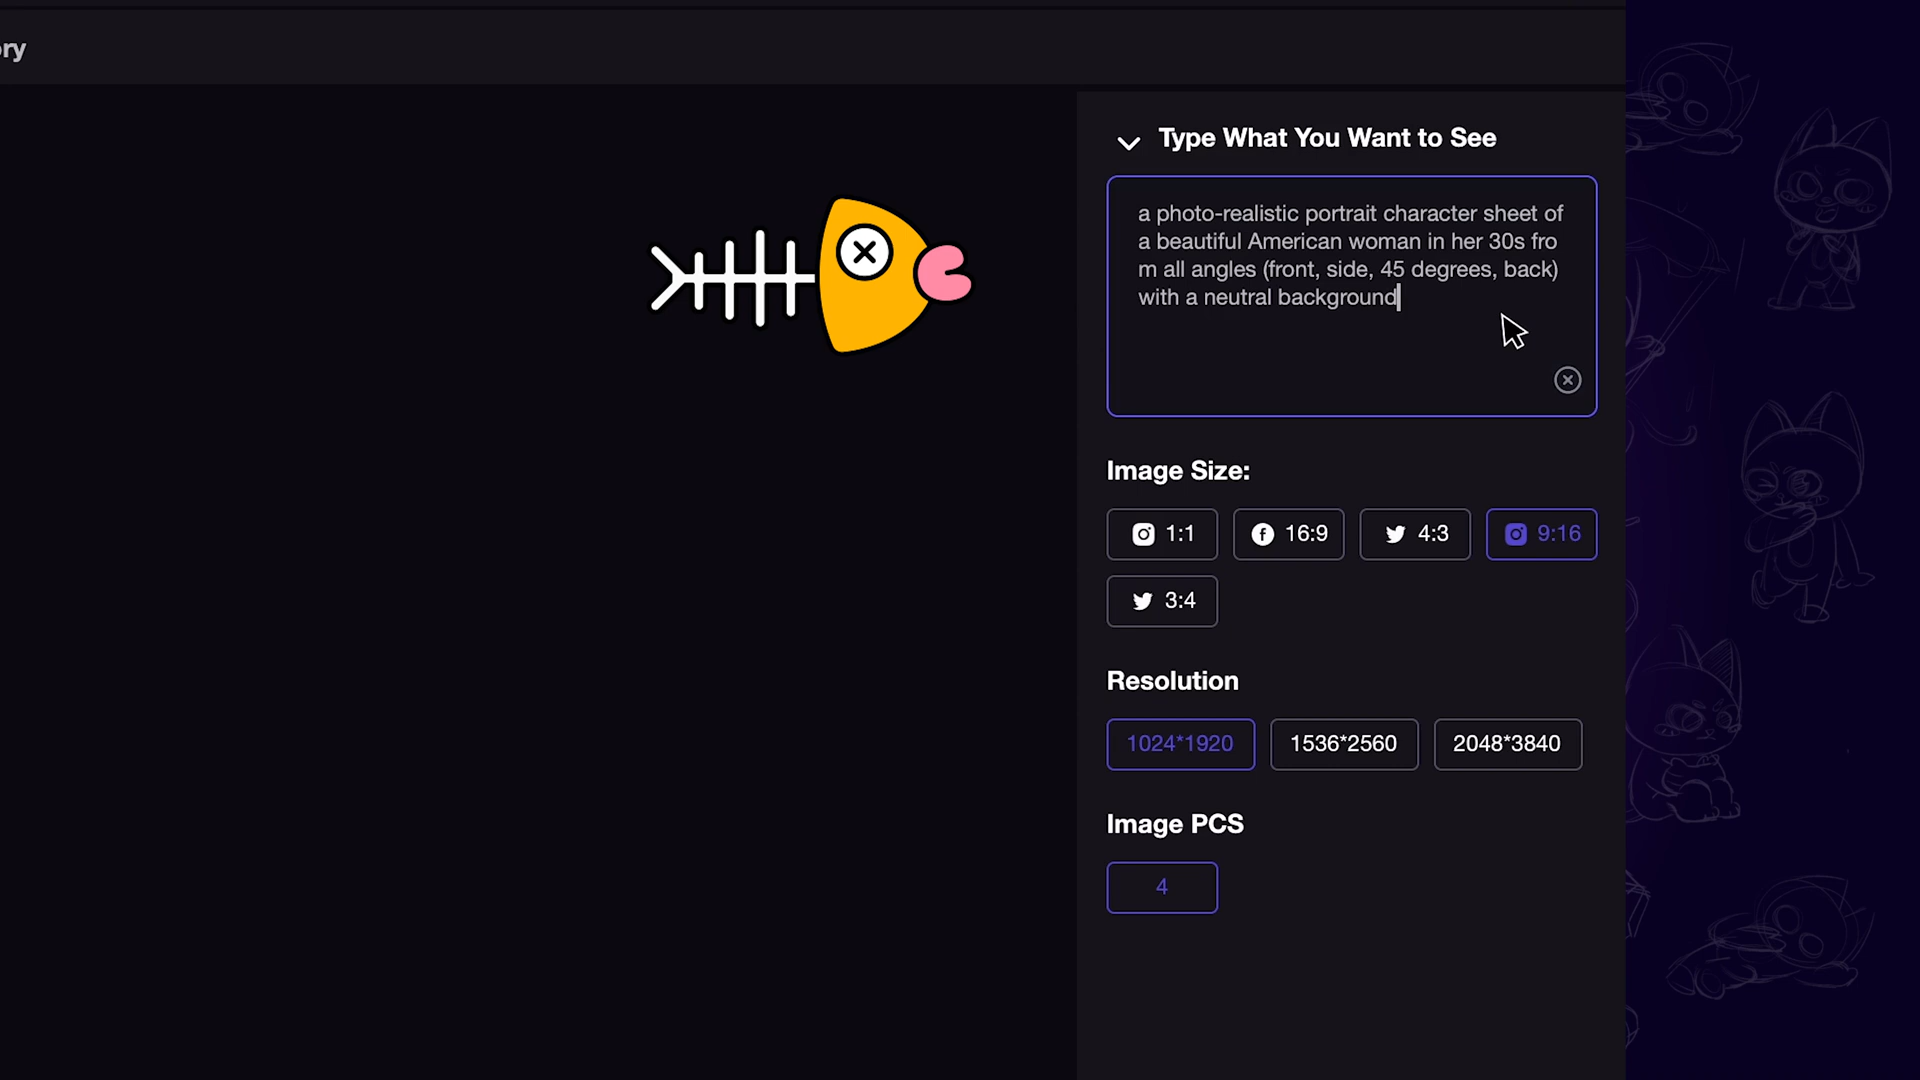 ory
Type What You Want to See
a photo-realistic portrait character sheet of
a beautiful American woman in her 30s fro
m all angles (front, side, 45 degrees, back)
with a neutral background
Image Size:
1:1
16:9
4:3
9:16
3:4
Resolution
1024*1920
1536*2560
2048*3840
Image PCS
4